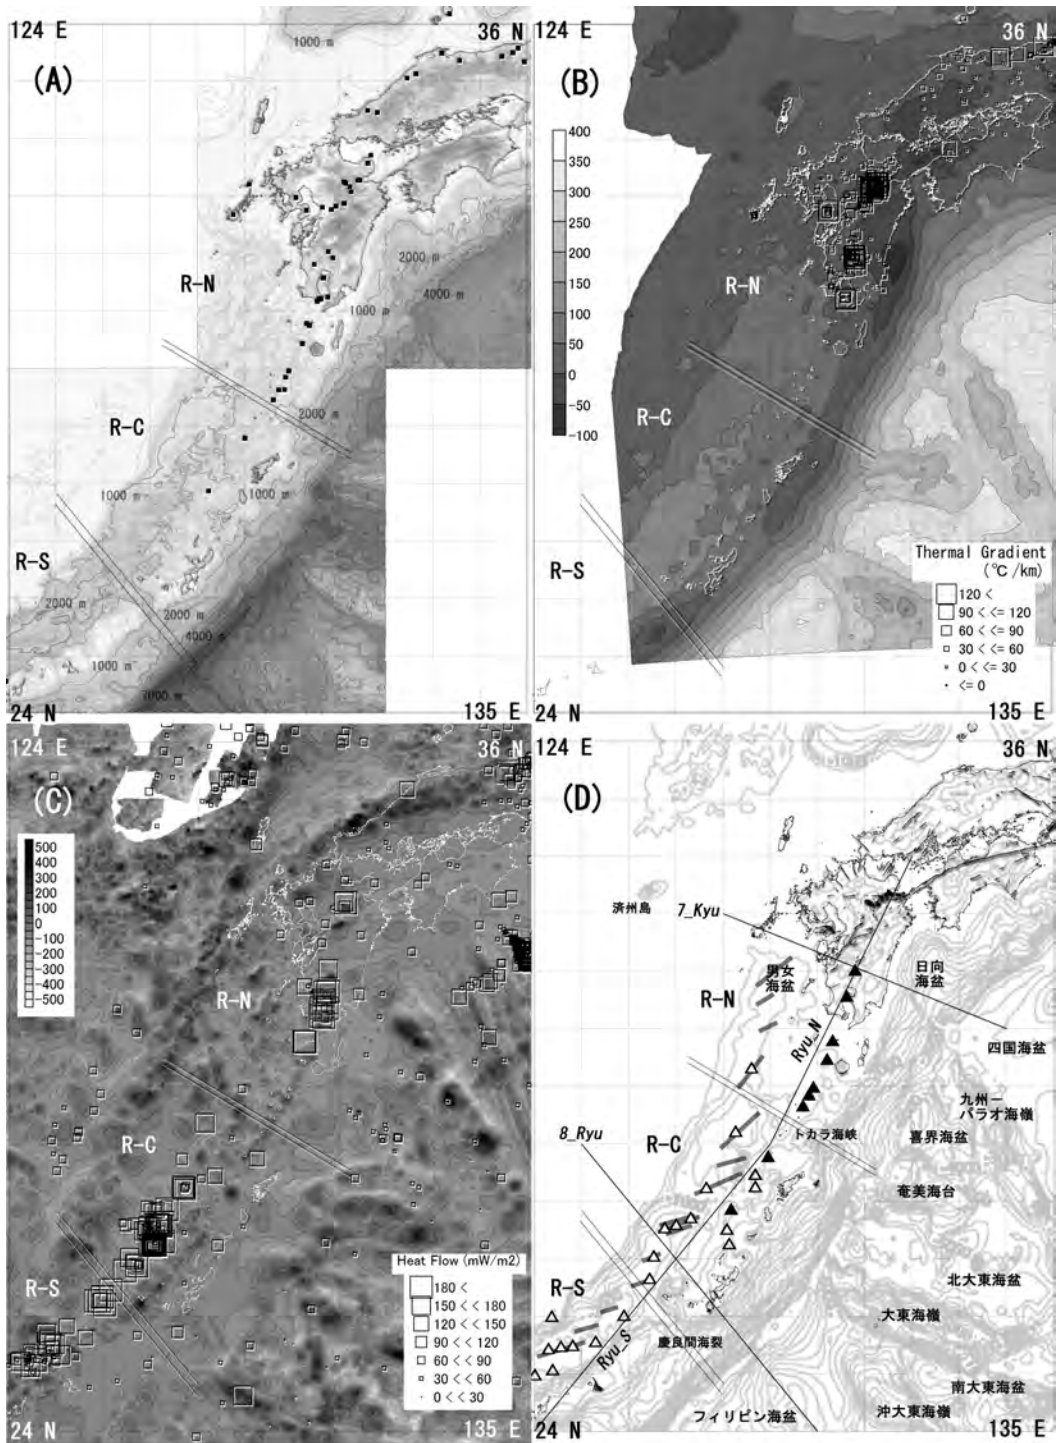 124 E
36 N
(A)
R-N
R-C
R-S
1000 m
2000 m
4000 m
1000 m
2000 m
1000 m
1000 m
2000 m
2000 m
4000 m
1000 m
7000 m
24 N
135 E
124 E
36 N
(B)
400
350
300
250
200
150
100
50
0
-50
-100
R-N
R-C
R-S
Thermal Gradient
(℃/km)
120 <
90 < <= 120
60 < <= 90
30 < <= 60
0 < <= 30
<= 0
24 N
135 E
124 E
36 N
(C)
500
400
300
200
100
0
-100
-200
-300
-400
-500
R-N
R-C
R-S
Heat Flow (mW/m2)
180 <
150 < <= 180
120 < <= 150
90 < <= 120
60 < < 90
30 < < 60
0 < < 30
24 N
135 E
124 E
36 N
(D)
済州島
7_Kyu
男女
海盆
日向
海盆
R-N
Ryu_N
四国海盆
九州－
パラオ海嶺
8_Ryu
R-C
トカラ海峡
喜界海盆
奄美海台
R-S
北大東海盆
大東海嶺
慶良間海裂
Ryu_S
南大東海盆
フィリピン海盆
沖大東海嶺
24 N
135 E